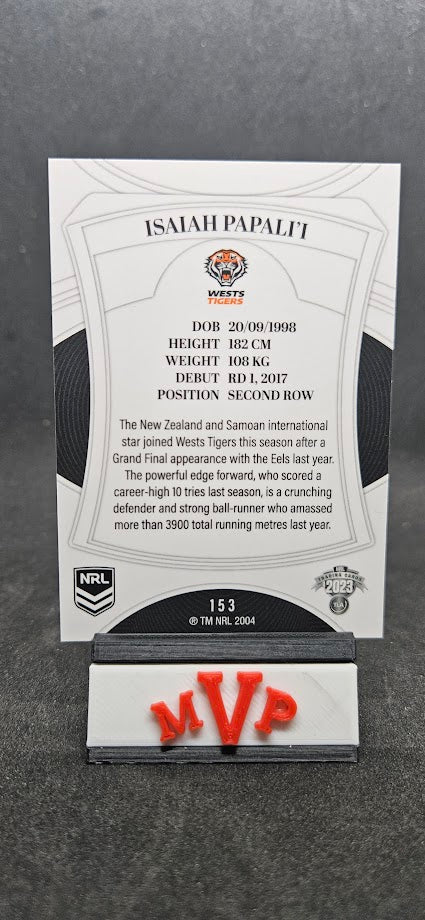 ISAIAH PAPALI'I
WESTS
TIGERS
DOB 20/09/1998
HEIGHT 182 CM
WEIGHT 108 KG
DEBUT RD 1, 2017
POSITION SECOND ROW
The New Zealand and Samoan international
star joined Wests Tigers this season after a
Grand Final appearance with the Eels last year.
The powerful edge forward, who scored a
career-high 10 tries last season, is a crunching
defender and strong ball-runner who amassed
more than 3900 total running metres last year.
NRL
TRADING CARDS
2023
153
® TM NRL 2004
MVP